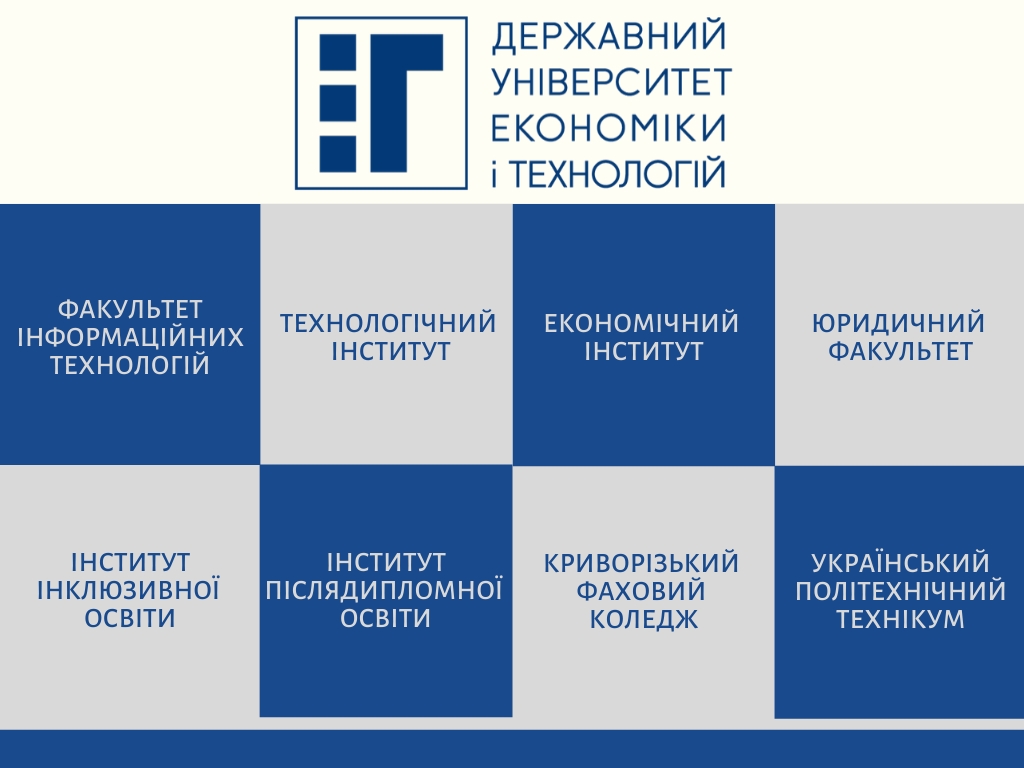 ДЕРЖАВНИЙ
УНІВЕРСИТЕТ
ЕКОНОМІКИ
і ТЕХНОЛОГІЙ
ФАКУЛЬТЕТ
ІНФОРМАЦІЙНИХ
ТЕХНОЛОГІЙ
ТЕХНОЛОГІЧНИЙ
ІНСТИТУТ
ЕКОНОМІЧНИЙ
ІНСТИТУТ
ЮРИДИЧНИЙ
ФАКУЛЬТЕТ
ІНСТИТУТ
ІНКЛЮЗИВНОЇ
ОСВІТИ
ІНСТИТУТ
ПІСЛЯДИПЛОМНОЇ
ОСВІТИ
КРИВОРІЗЬКИЙ
ФАХОВИЙ
КОЛЕДЖ
УКРАЇНСЬКИЙ
ПОЛІТЕХНІЧНИЙ
ТЕХНІКУМ